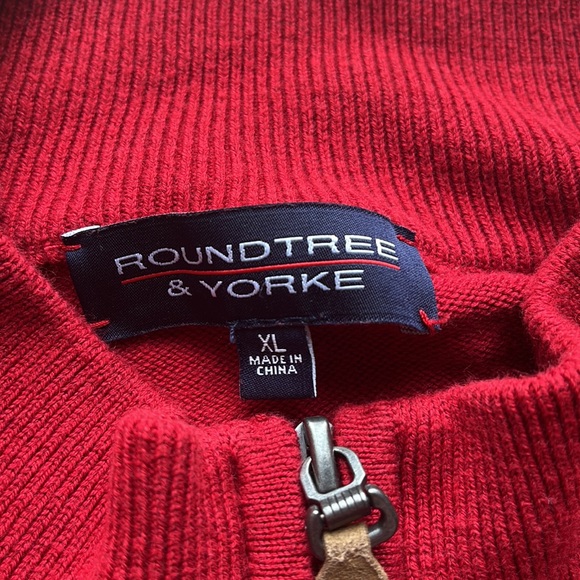 ROUNDTREE
& YORKE
XL
MADE IN
CHINA